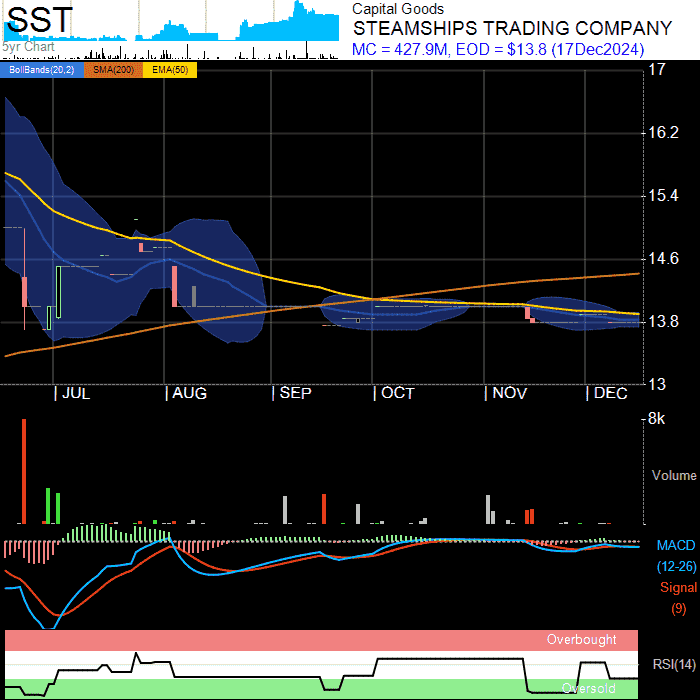 SST
5yr Chart
Capital Goods
STEAMSHIPS TRADING COMPANY
MC = 427.9M, EOD = $13.8 (17Dec2024)
BollBands(20,2) SMA(200) EMA(50)
17
16.2
15.4
14.6
13.8
13
JUL AUG SEP OCT NOV DEC
8k
Volume
MACD
(12-26)
Signal
(9)
Overbought
RSI(14)
Oversold